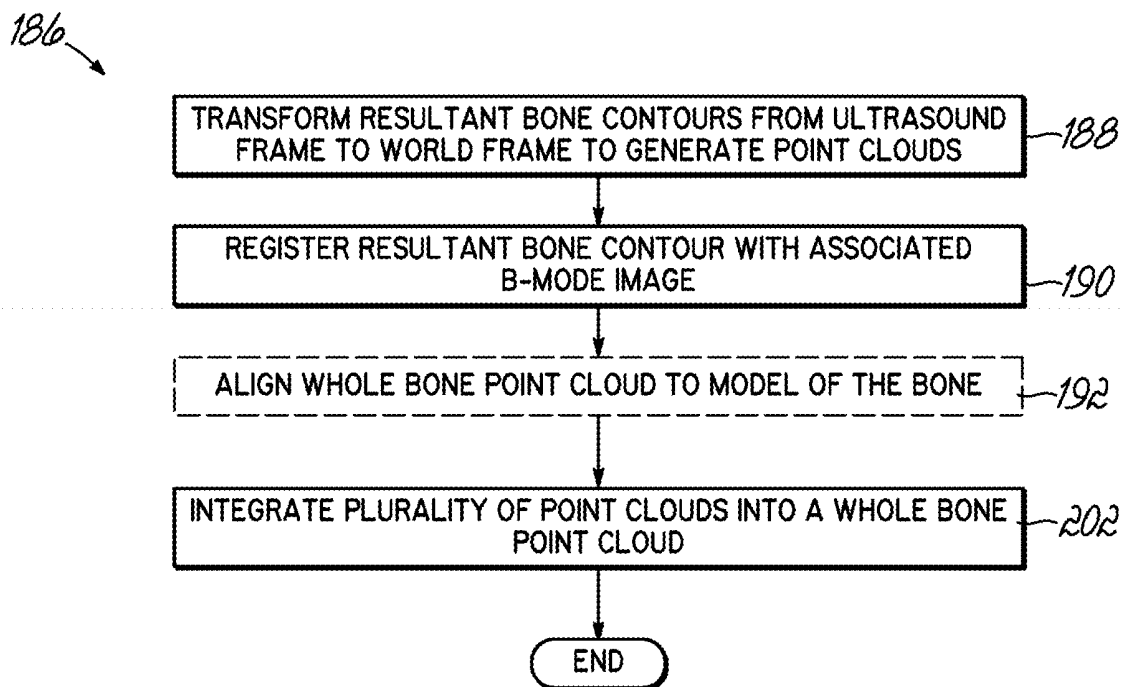 186
TRANSFORM RESULTANT BONE CONTOURS FROM ULTRASOUND
FRAME TO WORLD FRAME TO GENERATE POINT CLOUDS
188
REGISTER RESULTANT BONE CONTOUR WITH ASSOCIATED
B-MODE IMAGE
190
ALIGN WHOLE BONE POINT CLOUD TO MODEL OF THE BONE
192
INTEGRATE PLURALITY OF POINT CLOUDS INTO A WHOLE BONE
POINT CLOUD
202
END